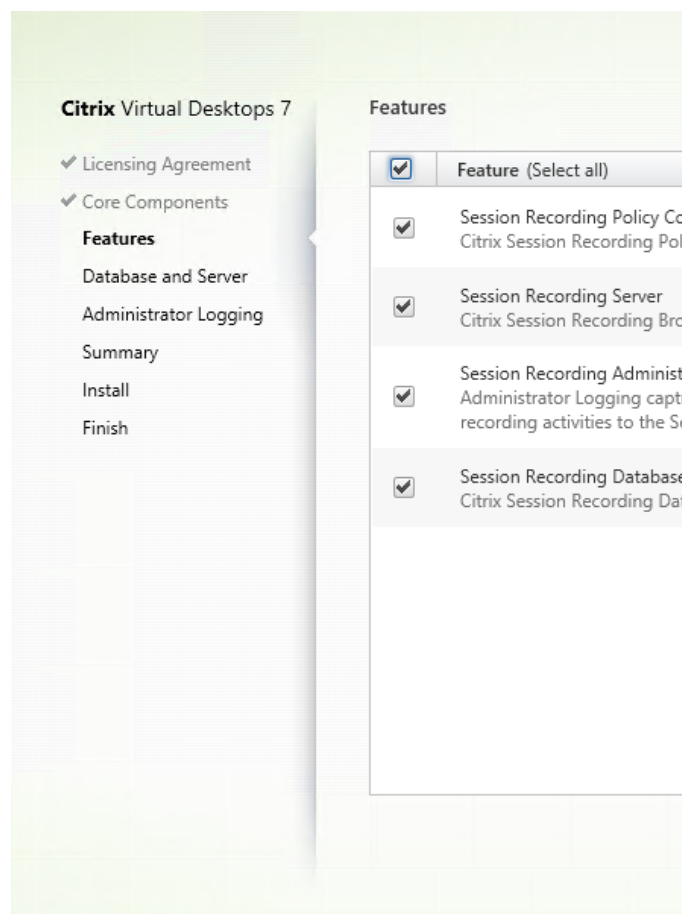 Citrix Virtual Desktops 7
Licensing Agreement
Core Components
Features
Database and Server
Administrator Logging
Summary
Install
Finish
Features
Feature (Select all)
Session Recording Policy Co
Citrix Session Recording Pol
Session Recording Server
Citrix Session Recording Bro
Session Recording Administ
Administrator Logging capt
recording activities to the Se
Session Recording Database
Citrix Session Recording Dat